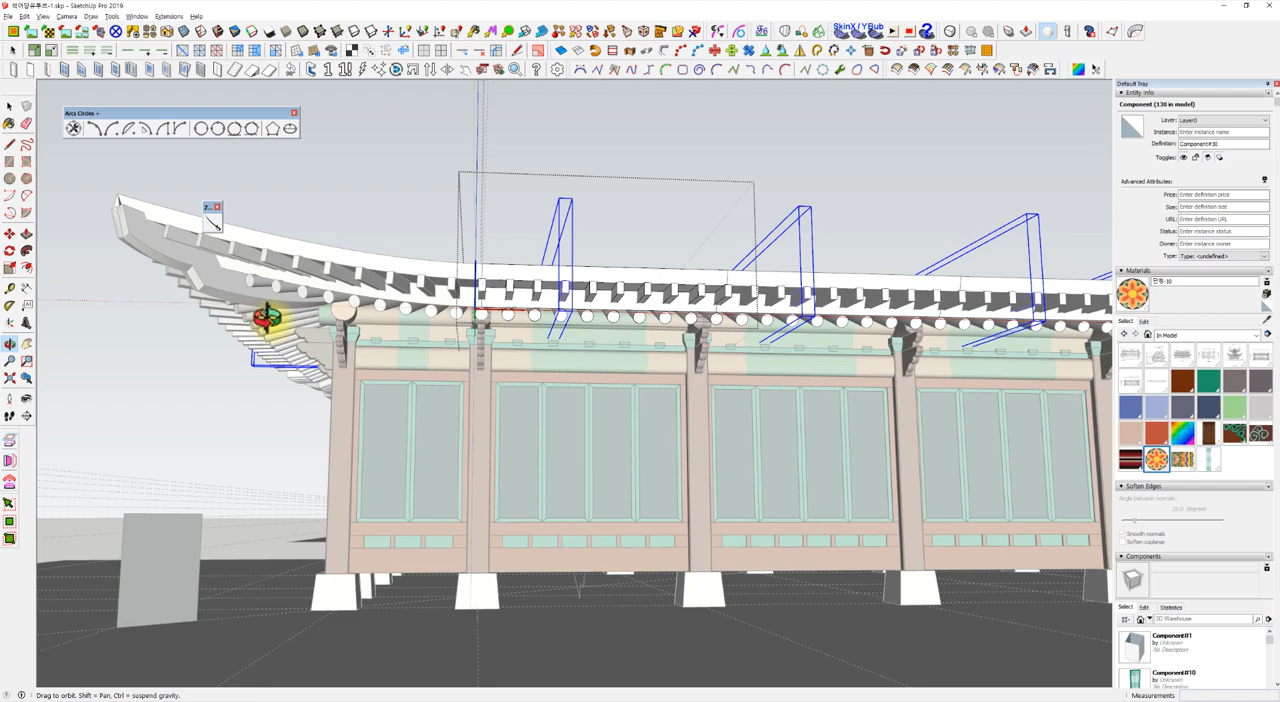 석어당유투브-1.skp - SketchUp Pro 2019
File Edit View Camera Draw Tools Window Extensions Help
SkinX/YBub
Arcs Circles +
Z...
Default Tray
Entity Info
Component (130 in model)
Layer: Layer0
Instance: Enter instance name
Definition: Component#30
Toggles:
Advanced Attributes:
Price: Enter definition price
Size: Enter definition size
URL: Enter definition URL
Status: Enter instance status
Owner: Enter instance owner
Type: Type: <undefined>
Materials
단청-10
Select Edit
In Model
Soften Edges
Angle between normals:
20.0 degrees
Smooth normals
Soften coplanar
Components
Select Edit Statistics
3D Warehouse
Component#1
by Unknown
No Description
Component#10
by Unknown
No Description
Drag to orbit. Shift = Pan, Ctrl = suspend gravity.
Measurements